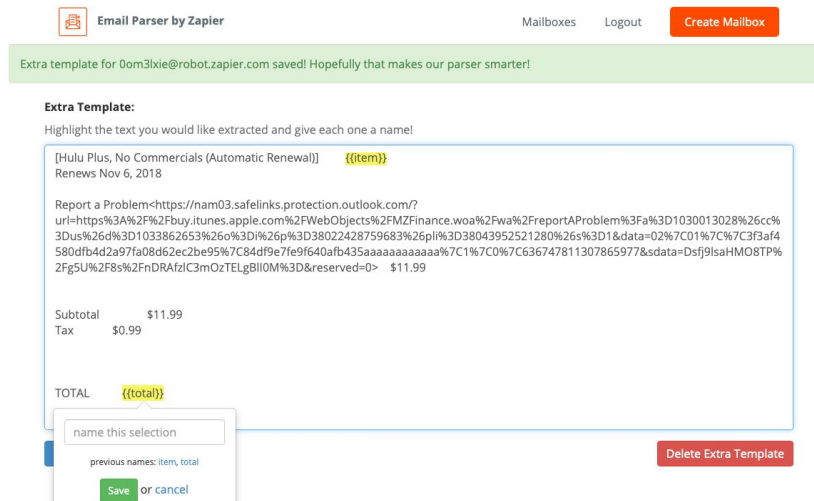 Email Parser by Zapier
Mailboxes
Logout
Create Mailbox
Extra template for 0om3lxie@robot.zapier.com saved! Hopefully that makes our parser smarter!
Extra Template:
Highlight the text you would like extracted and give each one a name!
[Hulu Plus, No Commercials (Automatic Renewal)] {{item}}
Renews Nov 6, 2018
Report a Problem<https://nam03.safelinks.protection.outlook.com/?
url=https%3A%2F%2Fbuy.itunes.apple.com%2FWebObjects%2FMZFinance.woa%2Fwa%2FreportAProblem%3Fa%3D1030013028%26cc%
3Dus%26d%3D1033862653%26o%3Di%26p%3D38022428759683%26pli%3D38043952521280%26s%3D1&data=02%7C01%7C%7C3f3af4
580dfb4d2a97fa08d62ec2be95%7C84df9e7fe9f640afb435aaaaaaaaaaaa%7C1%7C0%7C636747811307865977&sdata=Dsfj9lsaHMO8TP%
2Fg5U%2F8s%2FnDRAfzlC3mOzTELgBlI0M%3D&reserved=0> $11.99
Subtotal $11.99
Tax $0.99
TOTAL {{total}}
name this selection
previous names: item, total
Save or cancel
Delete Extra Template